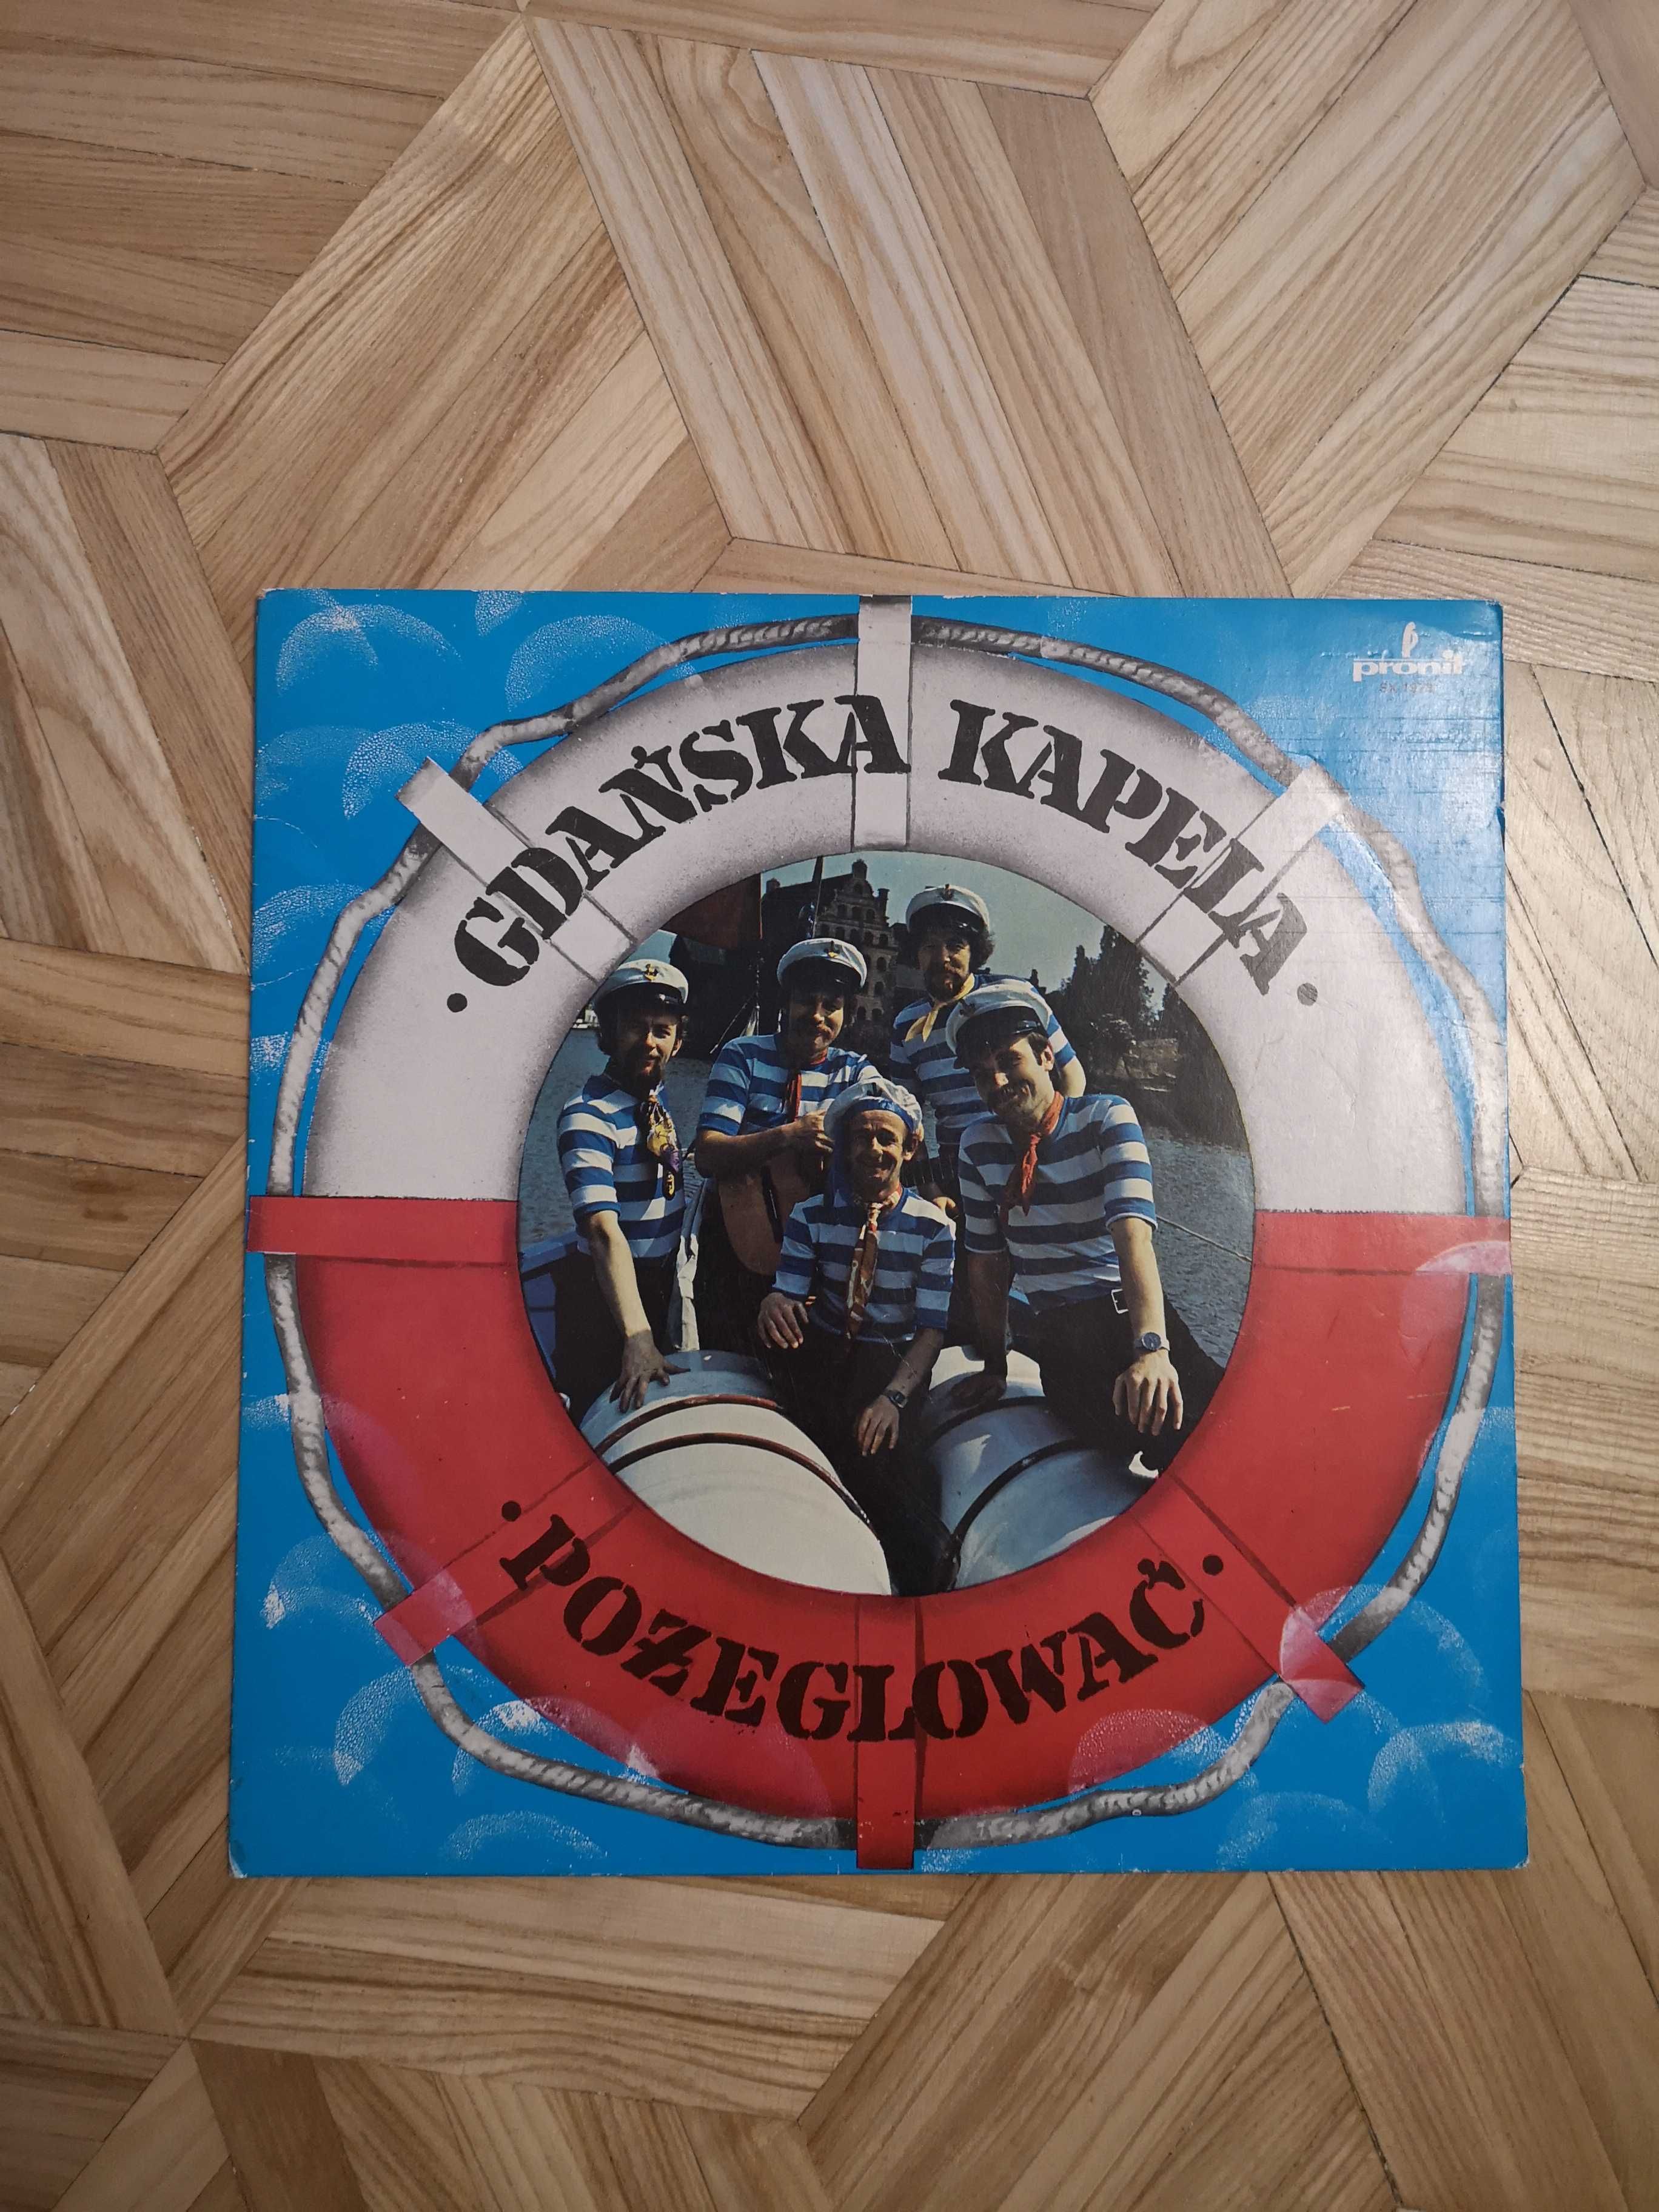 pronit
· GDAŃSKA KAPELA ·
· POŻEGLOWAĆ ·